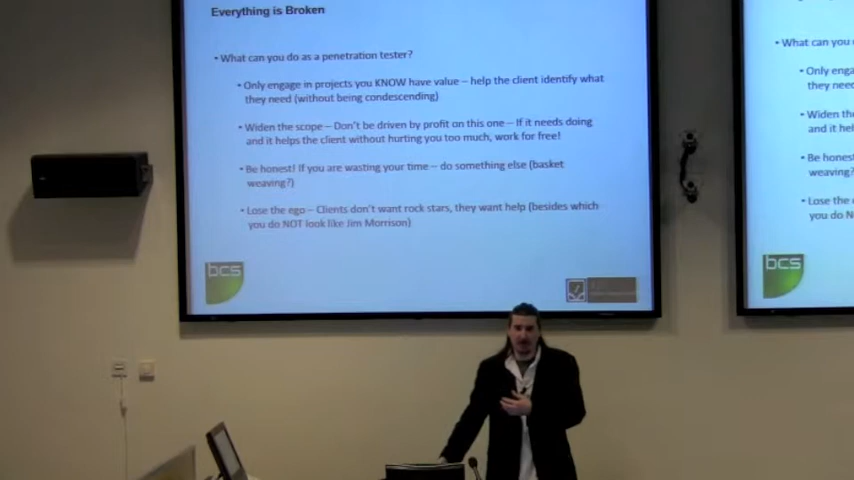 Everything is Broken
• What can you do as a penetration tester?
• Only engage in projects you KNOW have value – help the client identify what
they need (without being condescending)
• Widen the scope – Don't be driven by profit on this one – If it needs doing
and it helps the client without hurting you too much, work for free!
• Be honest! If you are wasting your time – do something else (basket
weaving?)
• Lose the ego – Clients don't want rock stars, they want help (besides which
you do NOT look like Jim Morrison)
bcs
• What can you
• Only enga
they need
• Widen the
and it hel
• Be honest
weaving?
• Lose the
you do N
bcs